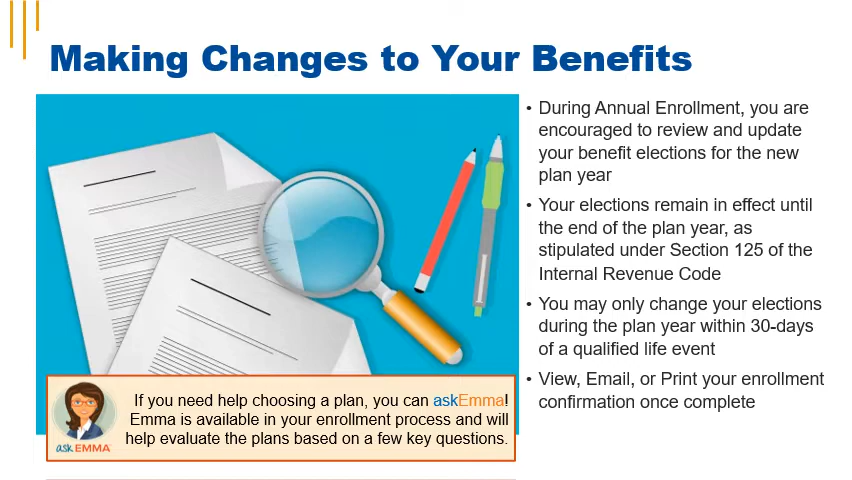 Making Changes to Your Benefits
• During Annual Enrollment, you are
encouraged to review and update
your benefit elections for the new
plan year
• Your elections remain in effect until
the end of the plan year, as
stipulated under Section 125 of the
Internal Revenue Code
• You may only change your elections
during the plan year within 30-days
of a qualified life event
• View, Email, or Print your enrollment
confirmation once complete
If you need help choosing a plan, you can askEmma!
Emma is available in your enrollment process and will
help evaluate the plans based on a few key questions.
ask EMMA